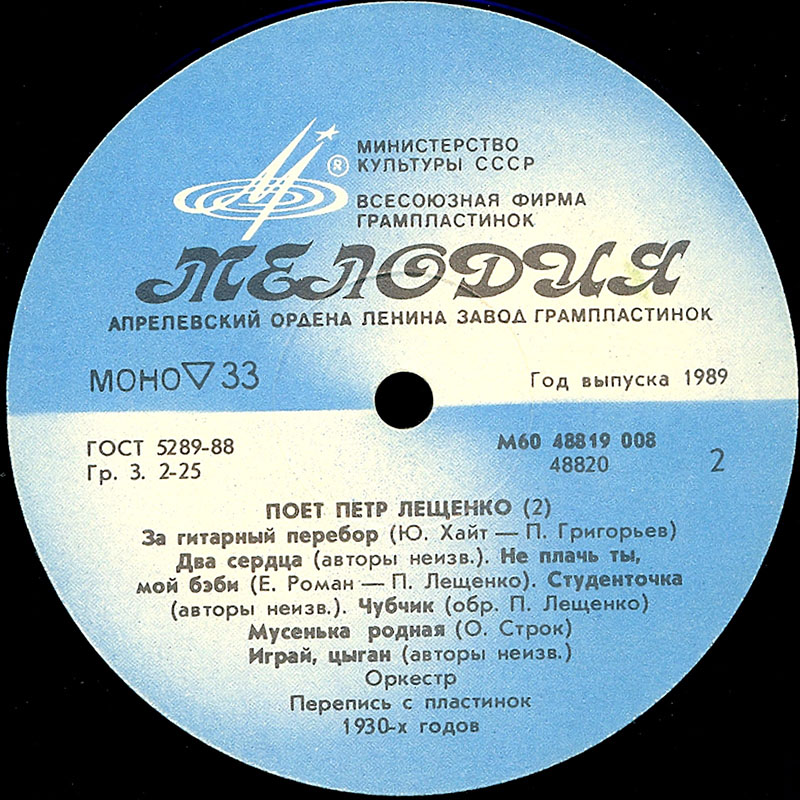 МИНИСТЕРСТВО
® КУЛЬТУРЫ СССР
ВСЕСОЮЗНАЯ ФИРМА
ГРАМПЛАСТИНОК
МЕЛОДИЯ
АПРЕЛЕВСКИЙ ОРДЕНА ЛЕНИНА ЗАВОД ГРАМПЛАСТИНОК
МОНО ▽ 33
Год выпуска 1989
ГОСТ 5289-88
Гр. 3. 2-25
М60 48819 008
48820
2
ПОЕТ ПЕТР ЛЕЩЕНКО (2)
За гитарный перебор (Ю. Хайт — П. Григорьев)
Два сердца (авторы неизв.). Не плачь ты,
мой бэби (Е. Роман — П. Лещенко). Студенточка
(авторы неизв.). Чубчик (обр. П. Лещенко)
Мусенька родная (О. Строк)
Играй, цыган (авторы неизв.)
Оркестр
Перепись с пластинок
1930-х годов